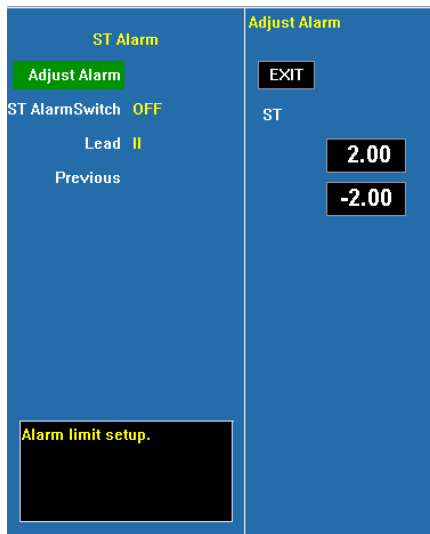 ST Alarm
Adjust Alarm
ST AlarmSwitch OFF
Lead II
Previous
Alarm limit setup.
Adjust Alarm
EXIT
ST
2.00
-2.00